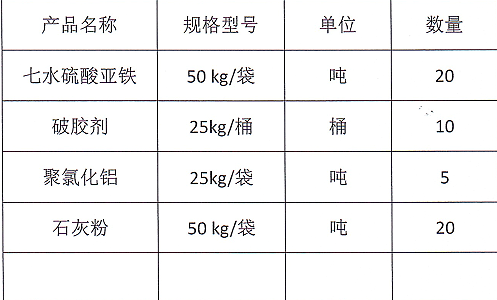 产品名称 规格型号 单位 数量
七水硫酸亚铁 50 kg/袋 吨 20
破胶剂 25kg/桶 桶 10
聚氯化铝 25kg/袋 吨 5
石灰粉 50 kg/袋 吨 20